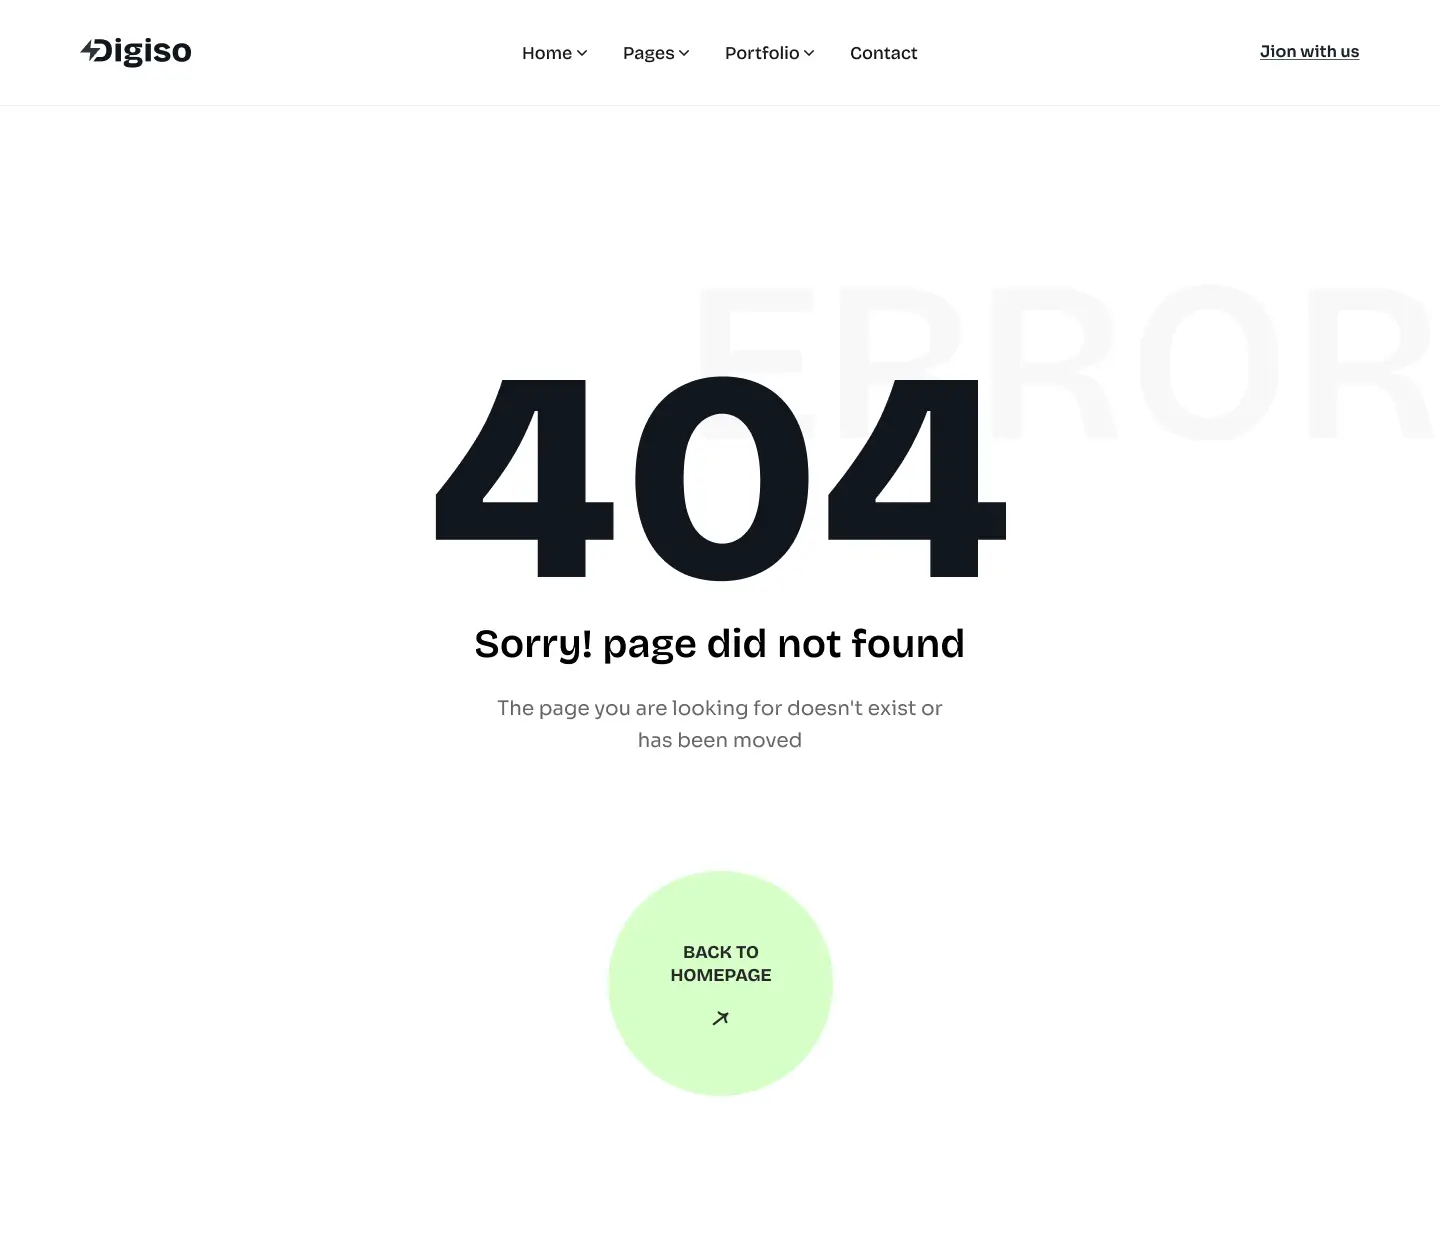 Digiso
Home
Pages
Portfolio
Contact
Jion with us
ERROR
404
Sorry! page did not found
The page you are looking for doesn't exist or
has been moved
BACK TO
HOMEPAGE